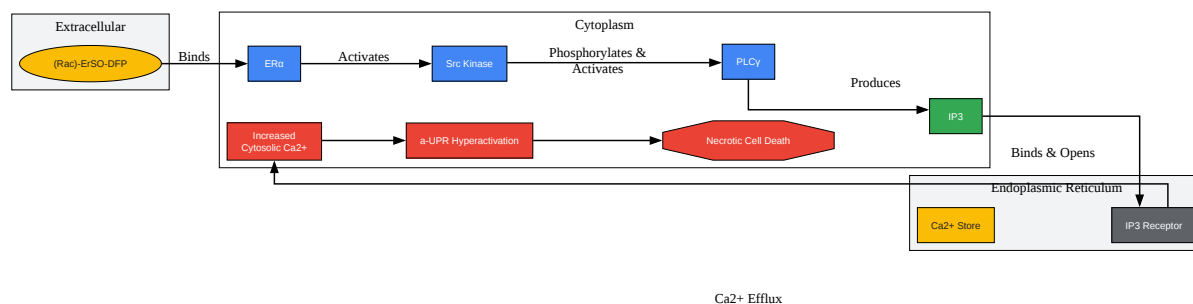 Extracellular
(Rac)-ErSO-DFP
Binds
Cytoplasm
ERα
Activates
Src Kinase
Phosphorylates &
Activates
PLCγ
Produces
IP3
Increased
Cytosolic Ca2+
a-UPR Hyperactivation
Necrotic Cell Death
Binds & Opens
Endoplasmic Reticulum
Ca2+ Store
IP3 Receptor
Ca2+ Efflux